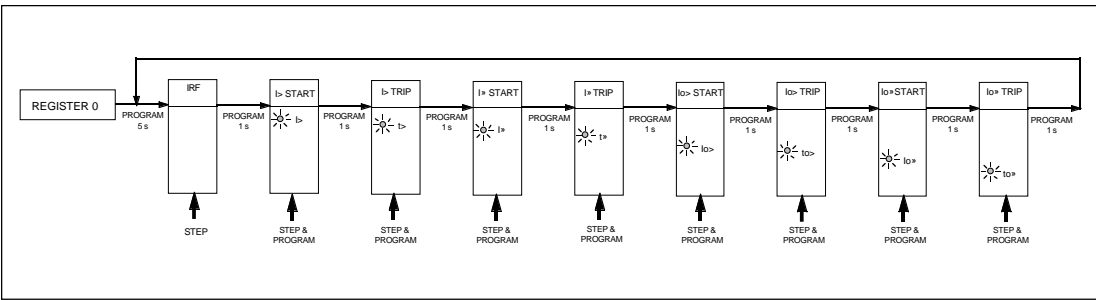 REGISTER 0
PROGRAM
5 s
IRF
STEP
PROGRAM
1 s
I> START
I>
STEP &
PROGRAM
PROGRAM
1 s
I> TRIP
t>
STEP &
PROGRAM
PROGRAM
1 s
I» START
I»
STEP &
PROGRAM
PROGRAM
1 s
I» TRIP
t»
STEP &
PROGRAM
PROGRAM
1 s
Io> START
Io>
STEP &
PROGRAM
PROGRAM
1 s
Io> TRIP
to>
STEP &
PROGRAM
PROGRAM
1 s
Io» START
Io»
STEP &
PROGRAM
PROGRAM
1 s
Io» TRIP
to»
STEP &
PROGRAM
PROGRAM
1 s